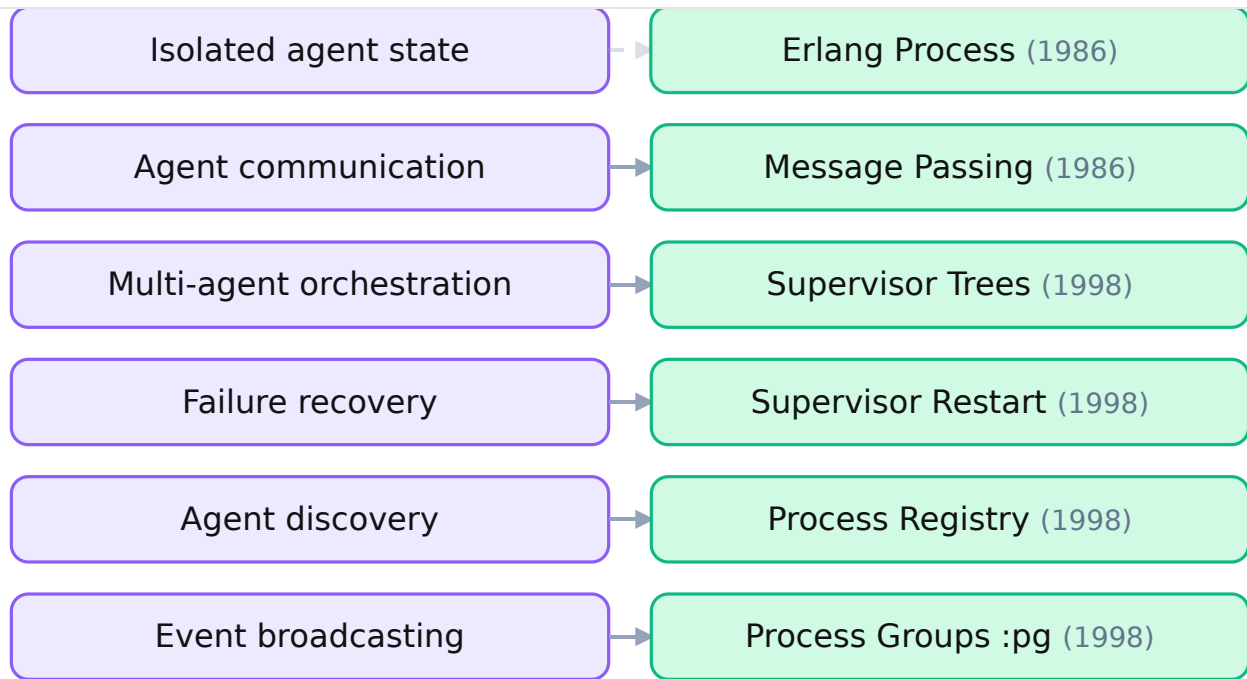 Isolated agent state
Erlang Process (1986)
Agent communication
Message Passing (1986)
Multi-agent orchestration
Supervisor Trees (1998)
Failure recovery
Supervisor Restart (1998)
Agent discovery
Process Registry (1998)
Event broadcasting
Process Groups :pg (1998)